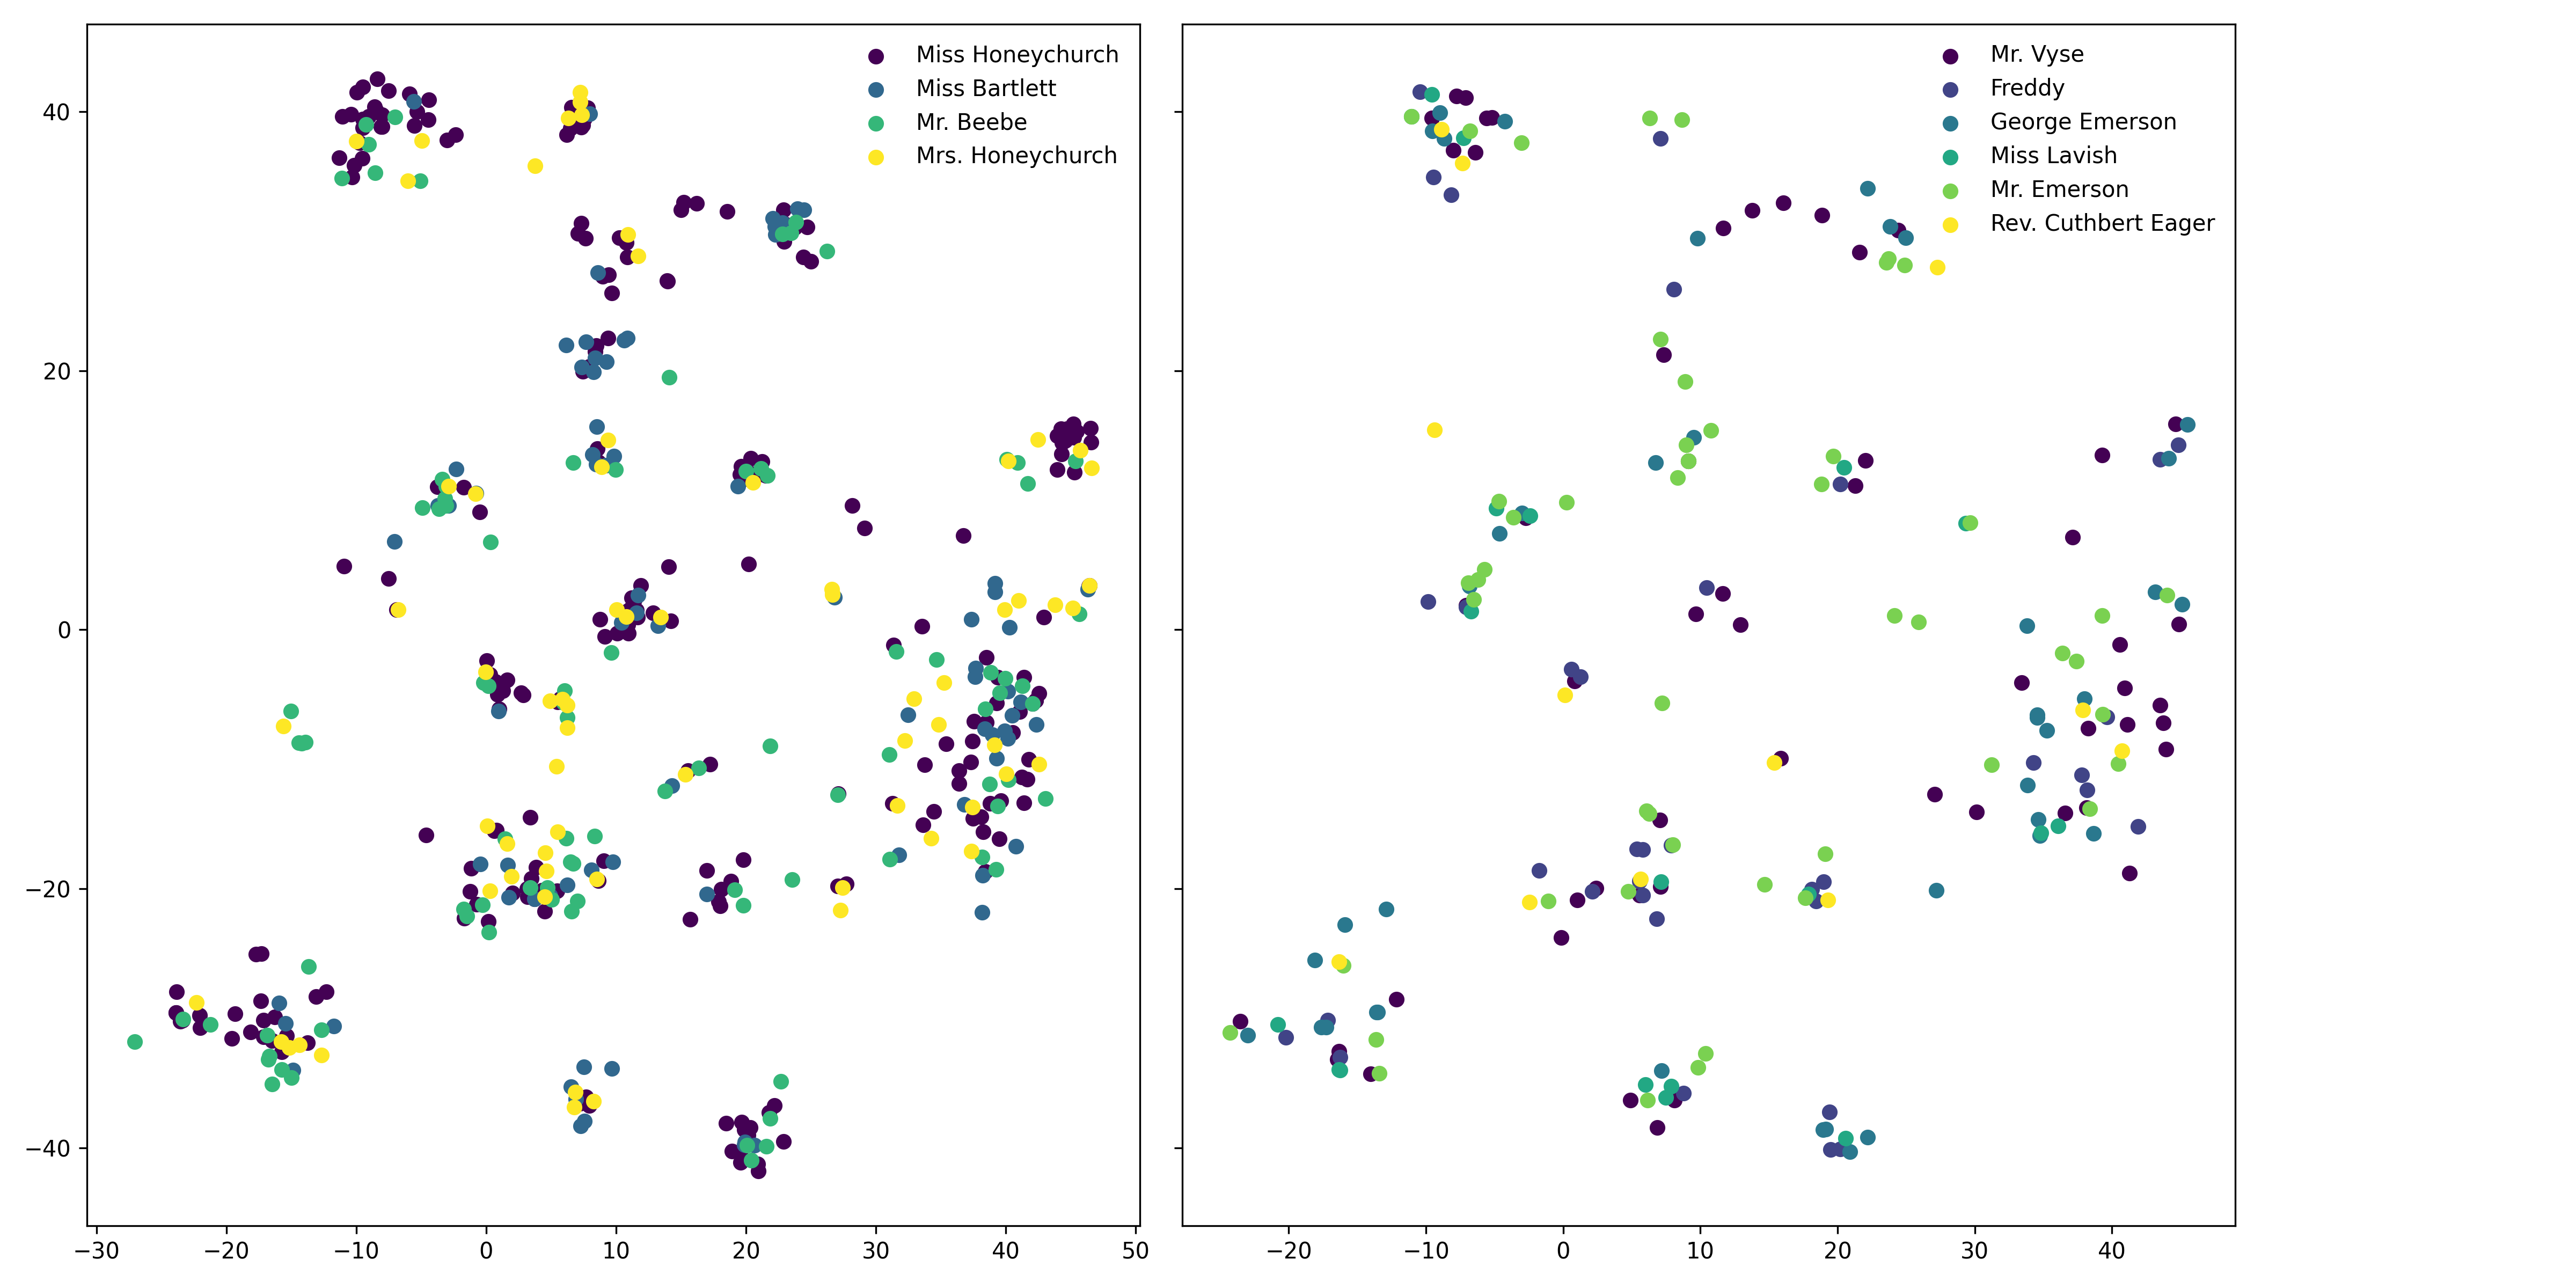 Miss Honeychurch
Miss Bartlett
Mr. Beebe
Mrs. Honeychurch
40
20
0
−20
−40
−30 −20 −10 0 10 20 30 40 50
Mr. Vyse
Freddy
George Emerson
Miss Lavish
Mr. Emerson
Rev. Cuthbert Eager
−20 −10 0 10 20 30 40